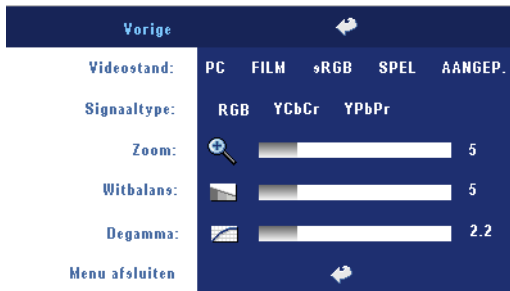 Vorige
Videostand: PC FILM sRGB SPEL AANGEP.
Signaaltype: RGB YCbCr YPbPr
Zoom: 5
Witbalans: 5
Degamma: 2.2
Menu afsluiten